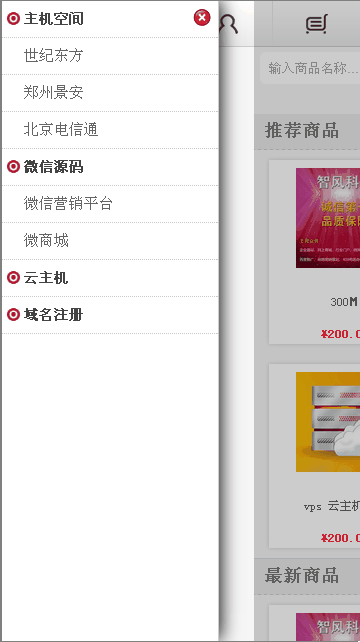 主机空间
世纪东方
郑州景安
北京电信通
微信源码
微信营销平台
微商城
云主机
域名注册
输入商品名称...
推荐商品
智风科
诚信第
品质保
300M
¥200.0
vps 云主机
¥200.0
最新商品
智风科